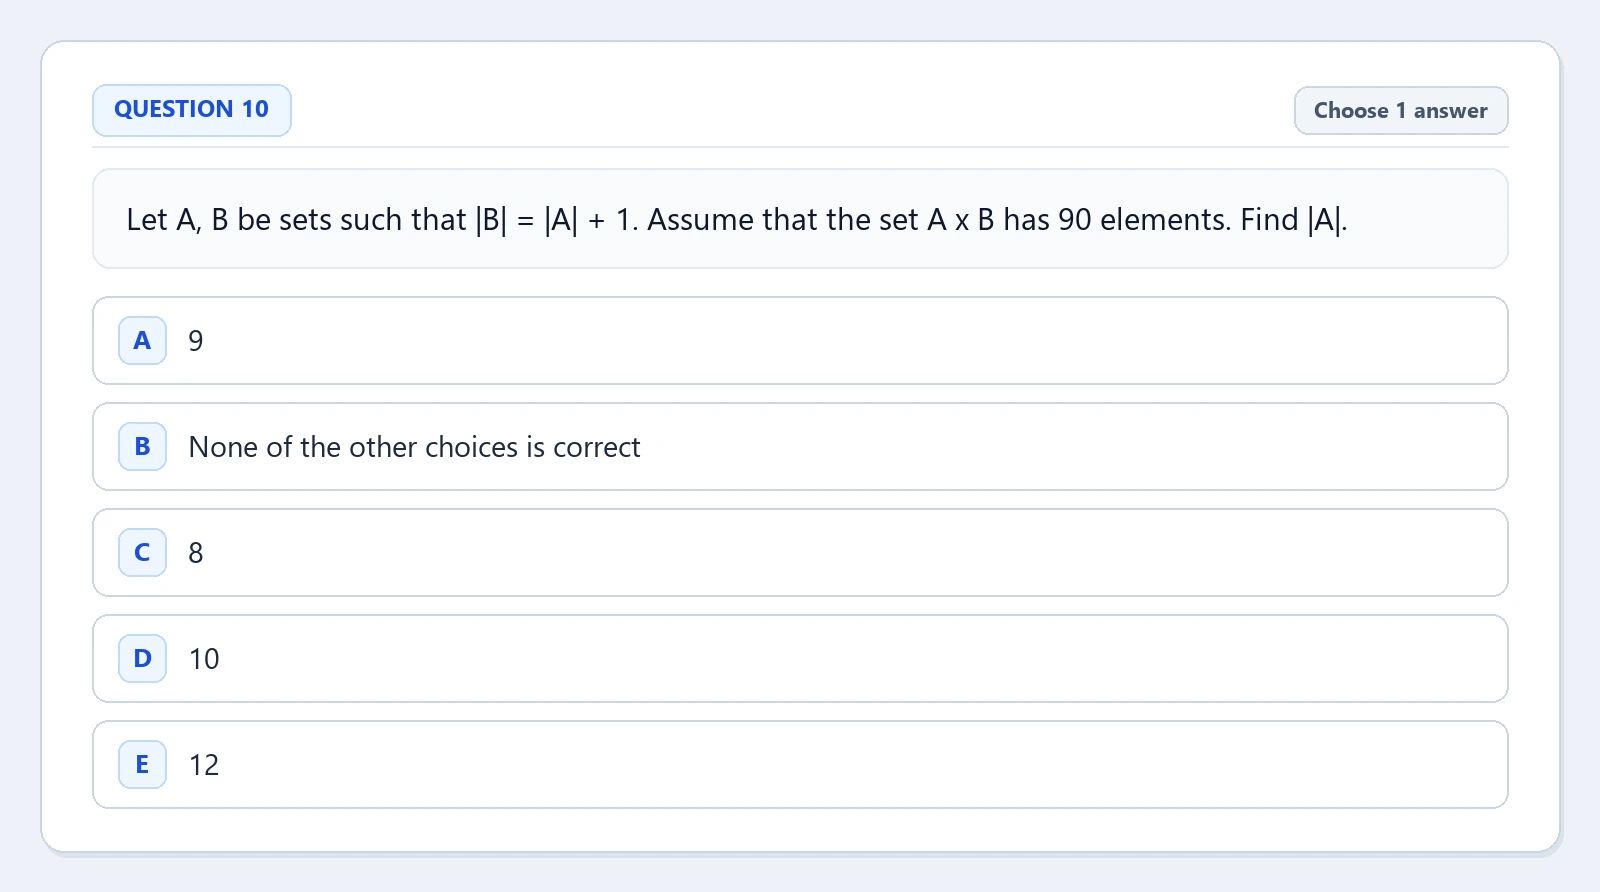 QUESTION 10
Choose 1 answer
Let A, B be sets such that |B| = |A| + 1. Assume that the set A x B has 90 elements. Find |A|.
A 9
B None of the other choices is correct
C 8
D 10
E 12